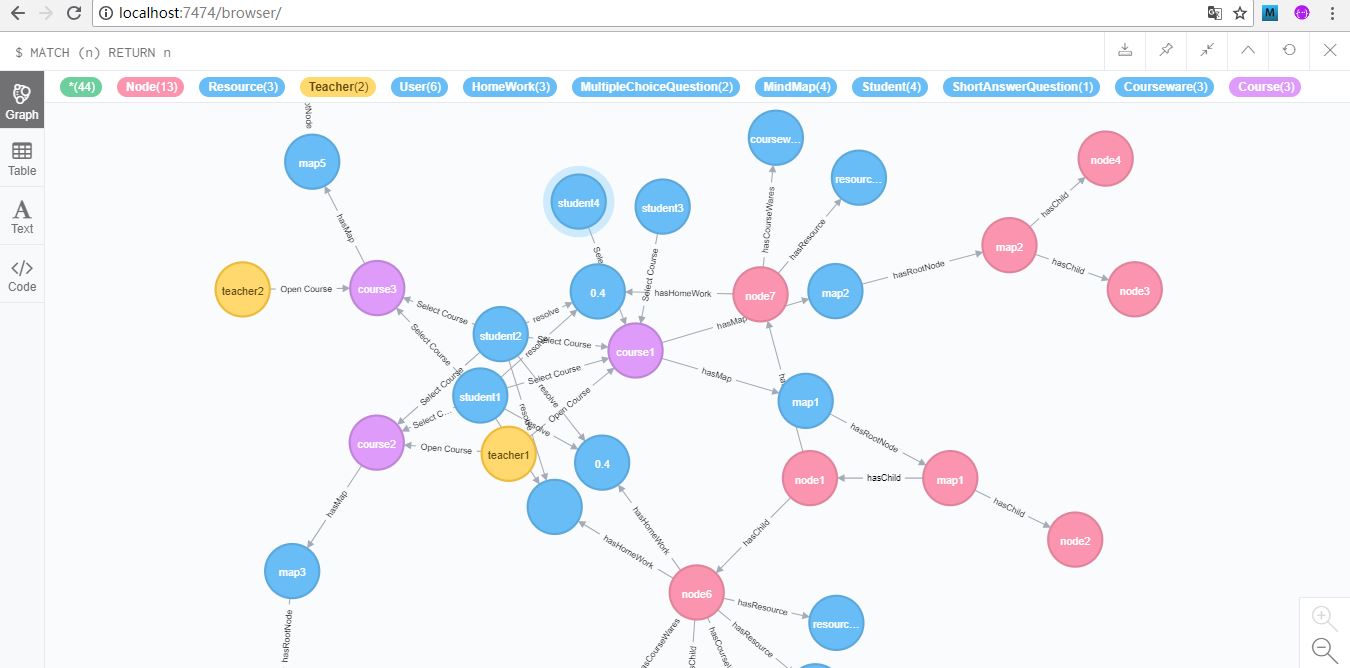 localhost:7474/browser/
$ MATCH (n) RETURN n
*(44) Node(13) Resource(3) Teacher(2) User(6) HomeWork(3) MultipleChoiceQuestion(2) MindMap(4) Student(4) ShortAnswerQuestion(1) Courseware(3) Course(3)
Graph
Table
Text
Code
map5
hasMap
teacher2
Open Course
course3
Select Course
Select Course
student4
Sele
student3
Select Course
0.4
hasHomeWork
node7
hasCourseWares
coursew...
hasResource
resourc...
map2
hasRootNode
map2
hasChild
node4
hasChild
node3
student2
resolve
resolve
Select Course
course1
hasMap
hasMap
map1
hasRootNode
map1
hasChild
node1
hasChild
node2
student1
Select Course
Select Course
Select C...
Open Course
resolve
resolve
resolve
course2
Open Course
teacher1
0.4
hasMap
map3
hasRootNode
hasHomeWork
hasHomeWork
hasChild
node6
hasResource
resourc...
hasResource